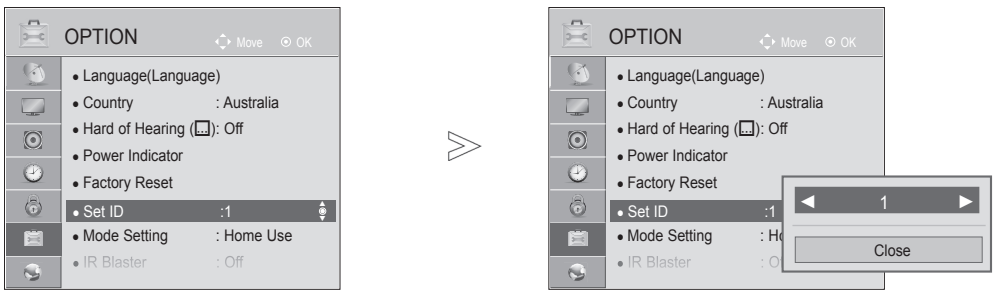 OPTION
Move OK
• Language(Language)
• Country : Australia
• Hard of Hearing (...): Off
• Power Indicator
• Factory Reset
• Set ID :1
• Mode Setting : Home Use
• IR Blaster : Off
OPTION
Move OK
• Language(Language)
• Country : Australia
• Hard of Hearing (...): Off
• Power Indicator
• Factory Reset
• Set ID :1
• Mode Setting : Ho
• IR Blaster : O
◀ 1 ▶
Close